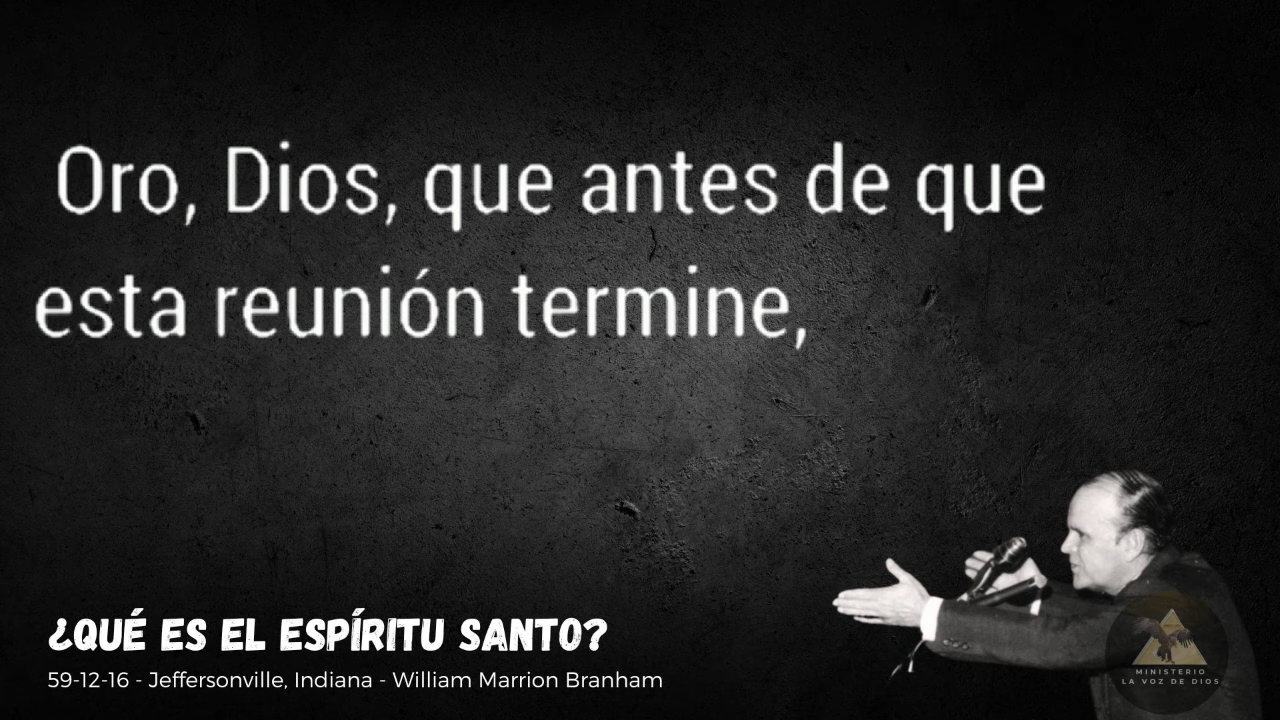 Oro, Dios, que antes de que
esta reunión termine,
¿QUÉ ES EL ESPÍRITU SANTO?
59-12-16 - Jeffersonville, Indiana - William Marrion Branham
MINISTERIO
LA VOZ DE DIOS